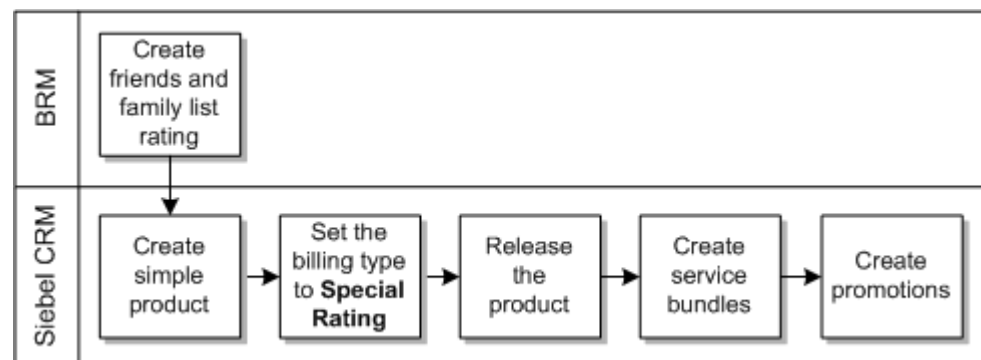 BRM
Create
friends and
family list
rating
Siebel CRM
Create
simple
product
Set the
billing type
to Special
Rating
Release
the
product
Create
service
bundles
Create
promotions